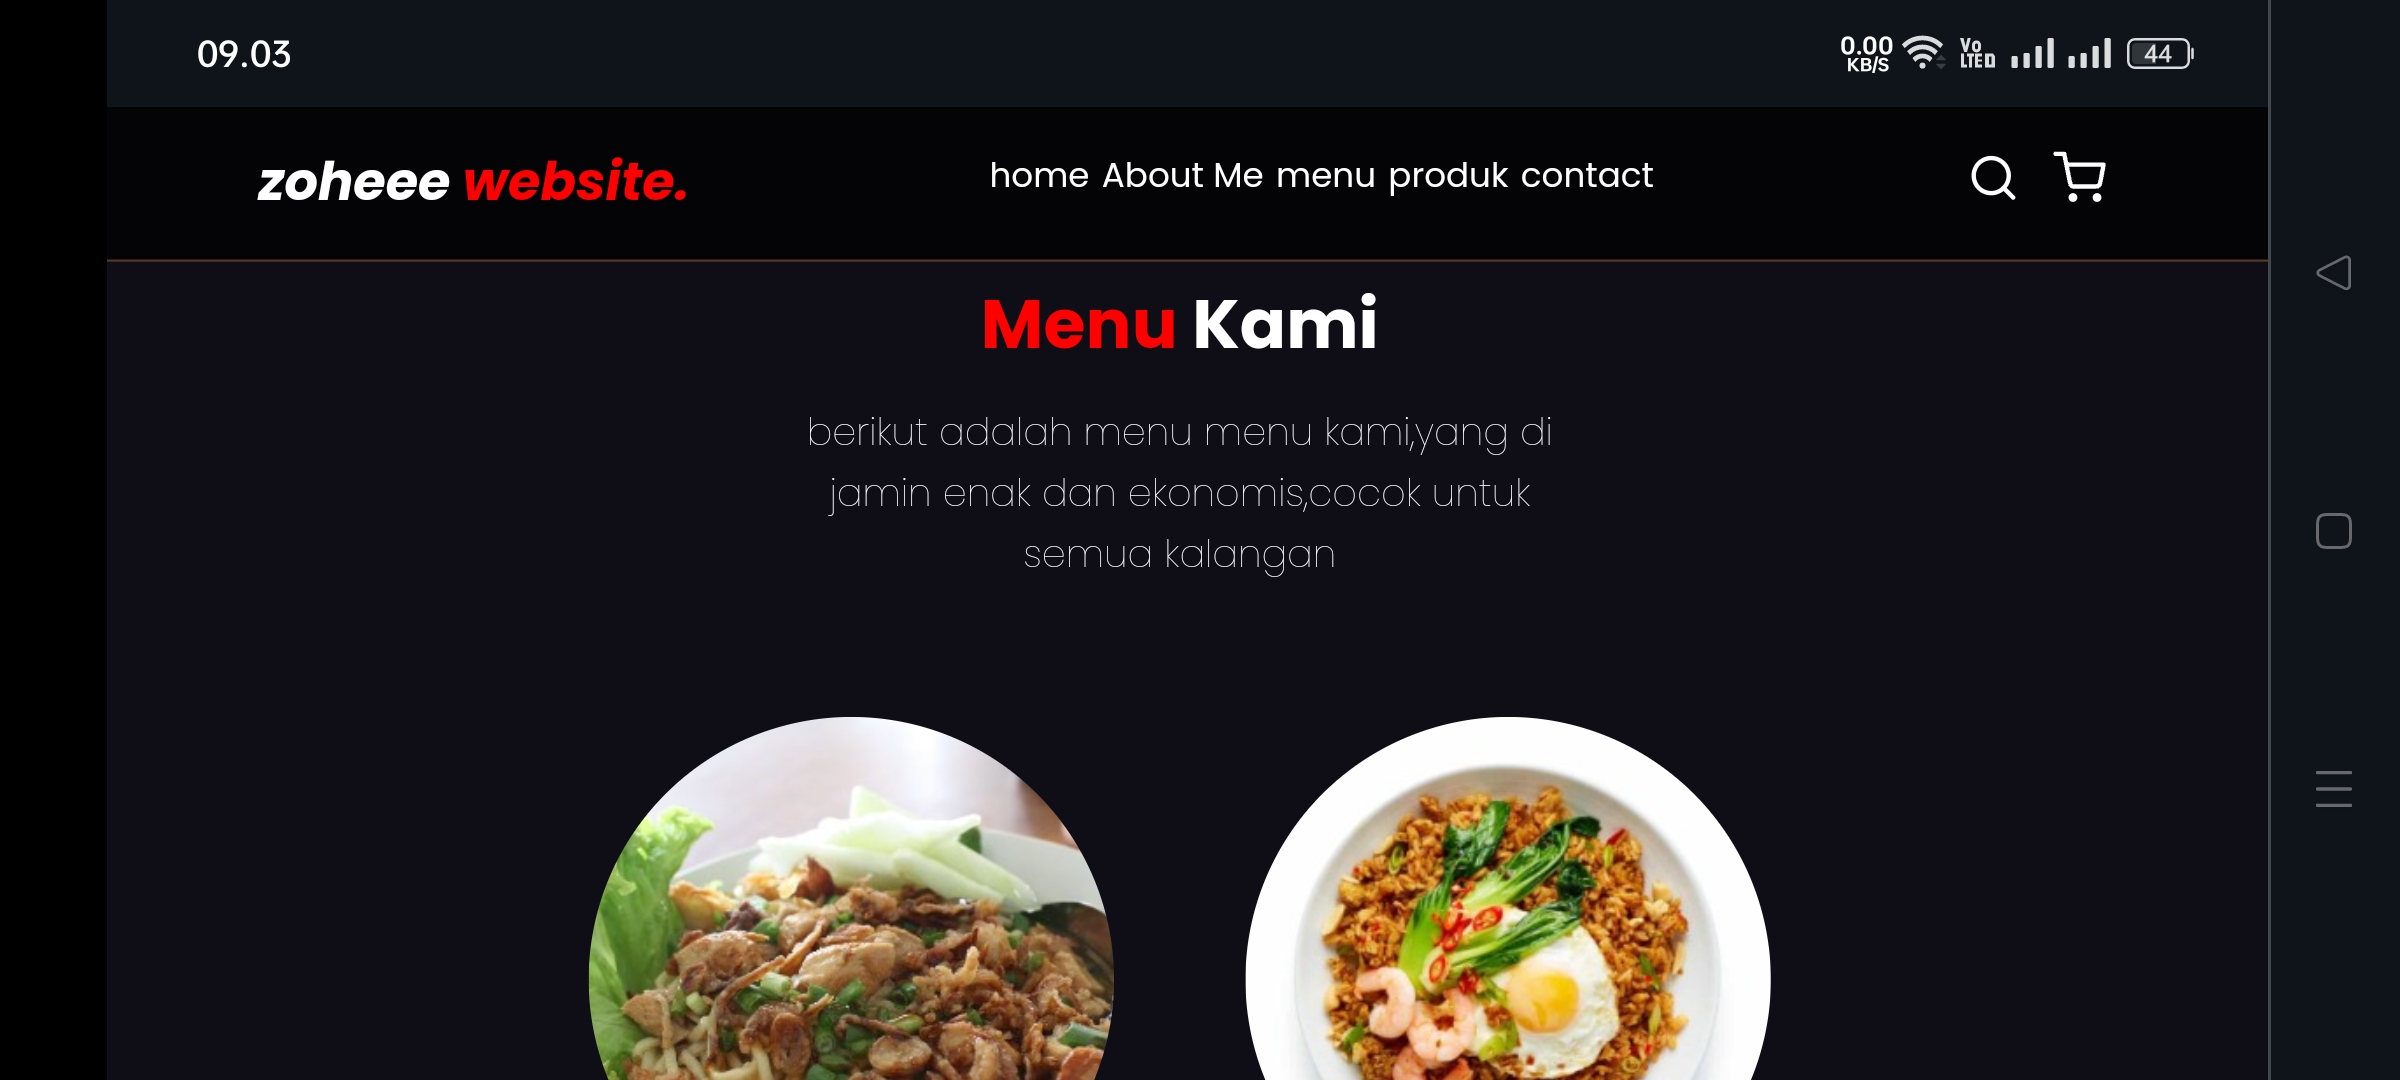 09.03
0.00
KB/S
Vo
LTE
44
zoheee website.
home About Me menu produk contact
Menu Kami
berikut adalah menu menu kami,yang di
jamin enak dan ekonomis,cocok untuk
semua kalangan